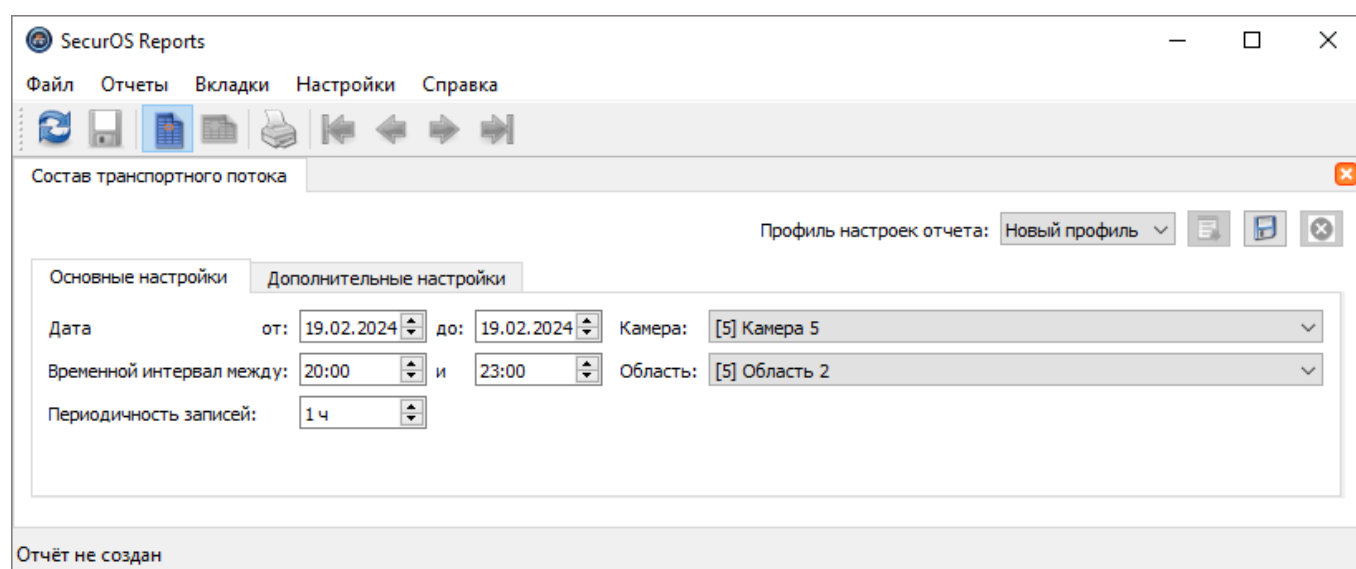 SecurOS Reports
Файл Отчеты Вкладки Настройки Справка
Состав транспортного потока
Профиль настроек отчета: Новый профиль
Основные настройки Дополнительные настройки
Дата от: 19.02.2024 до: 19.02.2024 Камера: [5] Камера 5
Временной интервал между: 20:00 и 23:00 Область: [5] Область 2
Периодичность записей: 1 ч
Отчёт не создан